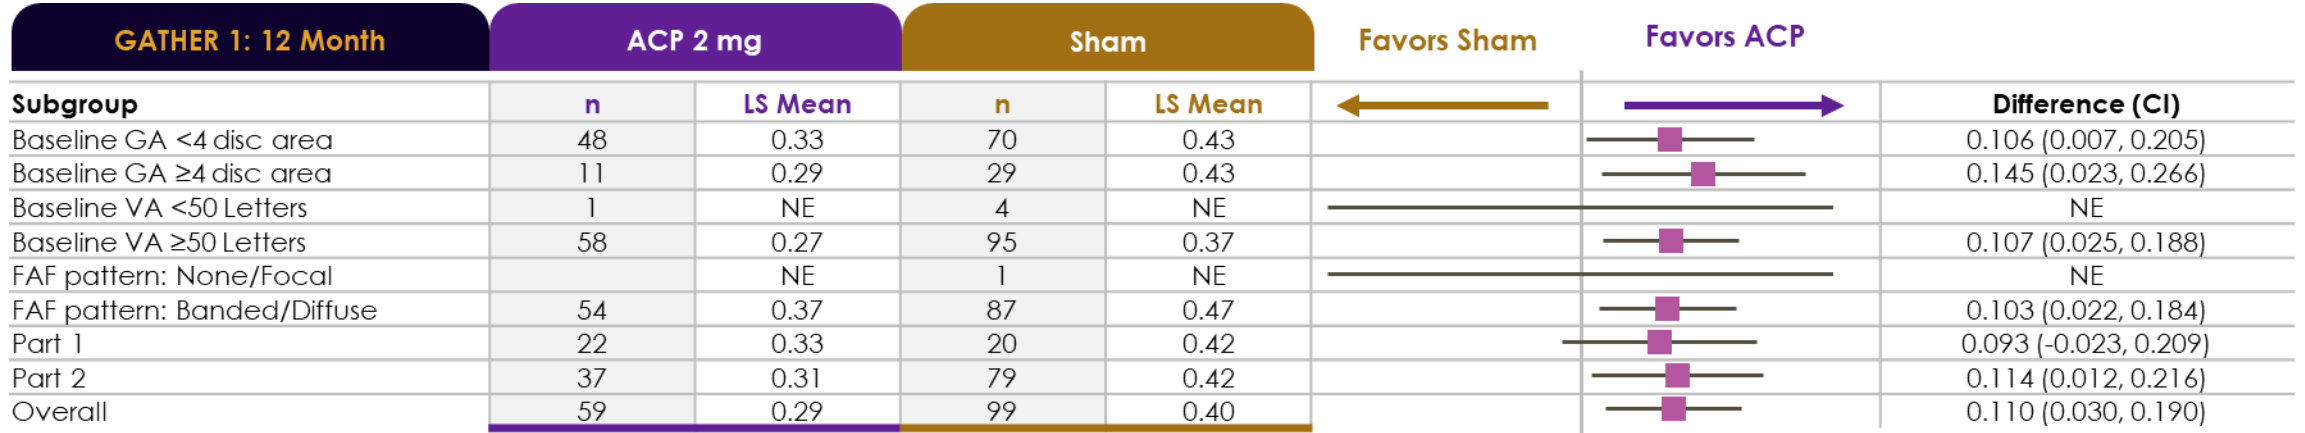 GATHER 1: 12 Month ACP 2 mg Sham Favors Sham Favors ACP
Subgroup n LS Mean n LS Mean Difference (CI)
Baseline GA <4 disc area 48 0.33 70 0.43 0.106 (0.007, 0.205)
Baseline GA ≥4 disc area 11 0.29 29 0.43 0.145 (0.023, 0.266)
Baseline VA <50 Letters 1 NE 4 NE NE
Baseline VA ≥50 Letters 58 0.27 95 0.37 0.107 (0.025, 0.188)
FAF pattern: None/Focal NE 1 NE NE
FAF pattern: Banded/Diffuse 54 0.37 87 0.47 0.103 (0.022, 0.184)
Part 1 22 0.33 20 0.42 0.093 (-0.023, 0.209)
Part 2 37 0.31 79 0.42 0.114 (0.012, 0.216)
Overall 59 0.29 99 0.40 0.110 (0.030, 0.190)